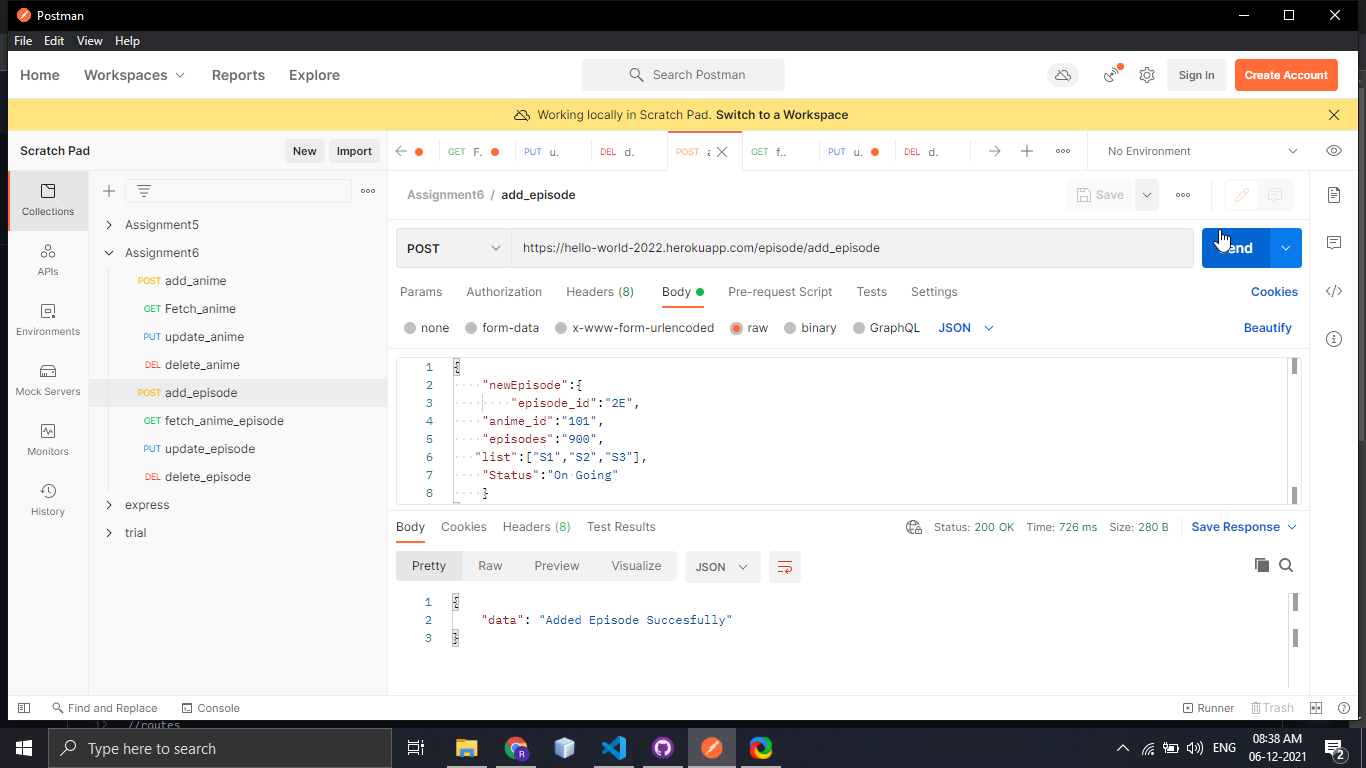 Postman
File Edit View Help
Home Workspaces Reports Explore Search Postman Sign In Create Account
Working locally in Scratch Pad. Switch to a Workspace
Scratch Pad New Import
GET F. PUT u. DEL d. POST GET f.. PUT u. DEL d. No Environment
Collections
APIs
Environments
Mock Servers
Monitors
History
Assignment5
Assignment6
POST add_anime
GET Fetch_anime
PUT update_anime
DEL delete_anime
POST add_episode
GET fetch_anime_episode
PUT update_episode
DEL delete_episode
express
trial
Assignment6 / add_episode Save
POST https://hello-world-2022.herokuapp.com/episode/add_episode end
Params Authorization Headers (8) Body Pre-request Script Tests Settings Cookies
none form-data x-www-form-urlencoded raw binary GraphQL JSON Beautify
1 {
2 "newEpisode":{
3 "episode_id":"2E",
4 "anime_id":"101",
5 "episodes":"900",
6 "list":["S1","S2","S3"],
7 "Status":"On Going"
8 }
Body Cookies Headers (8) Test Results Status: 200 OK Time: 726 ms Size: 280 B Save Response
Pretty Raw Preview Visualize JSON
1 {
2 "data": "Added Episode Succesfully"
3 }
Find and Replace Console Runner Trash
12 //routes
Type here to search ENG 08:38 AM
06-12-2021
2